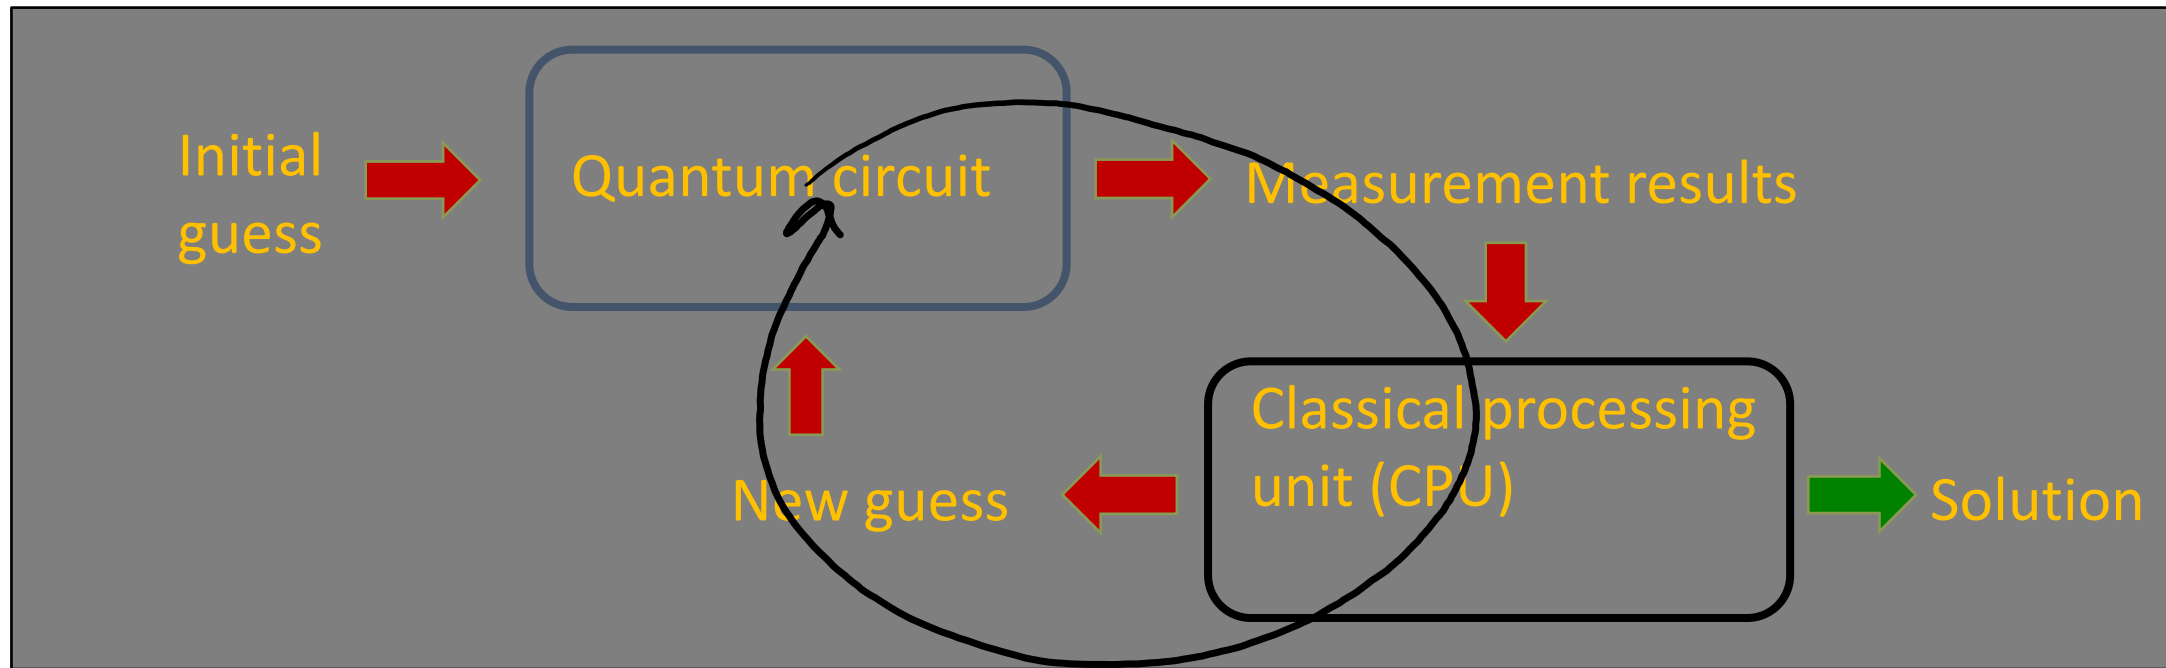 Initial
guess
Quantum circuit
Measurement results
Classical processing
unit (CPU)
New guess
Solution